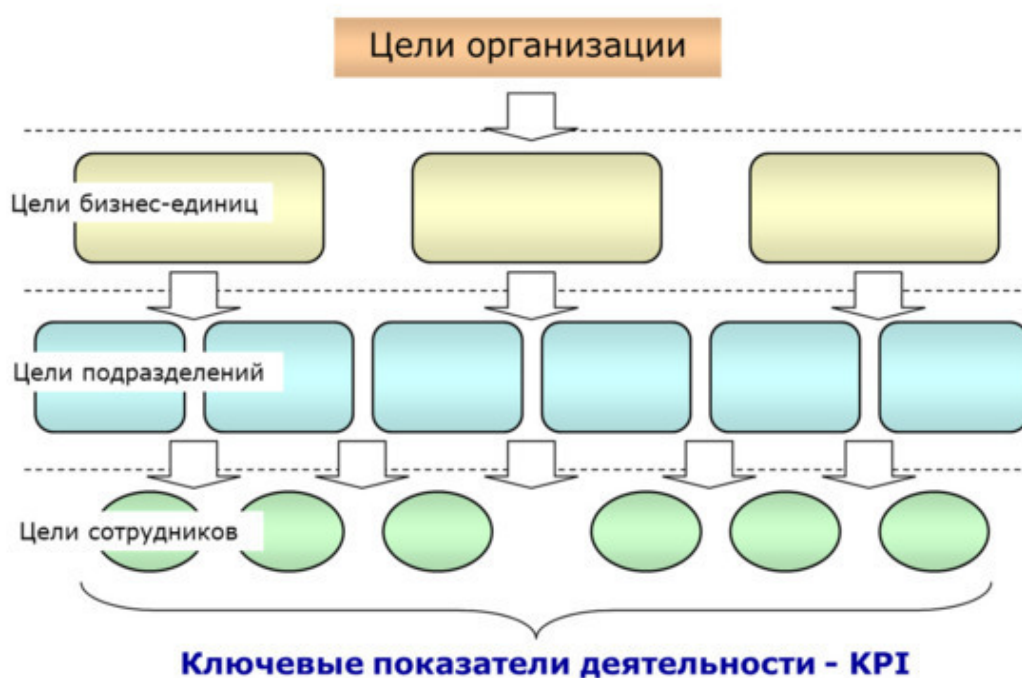 Цели организации
Цели бизнес-единиц
Цели подразделений
Цели сотрудников
Ключевые показатели деятельности - KPI